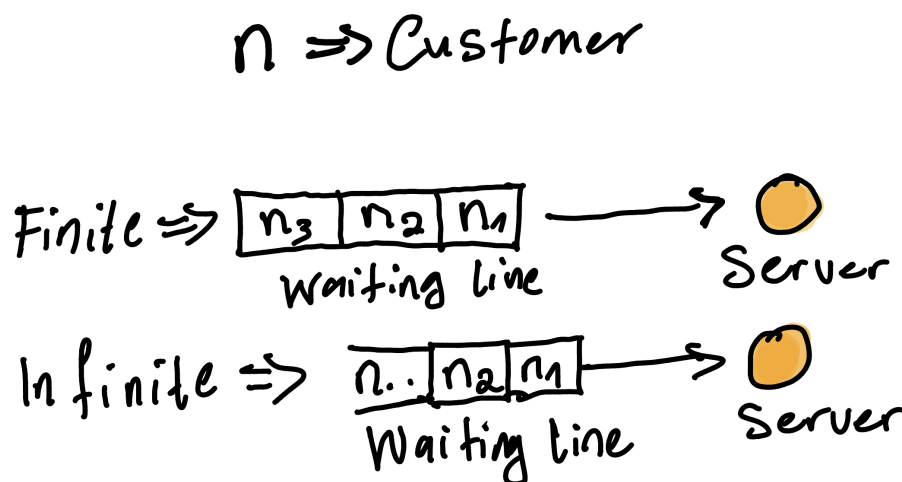 n ⇒ Customer
Finite ⇒ n₃ n₂ n₁
Server
Waiting line
Infinite ⇒ n.. n₂ n₁
Server
Waiting line